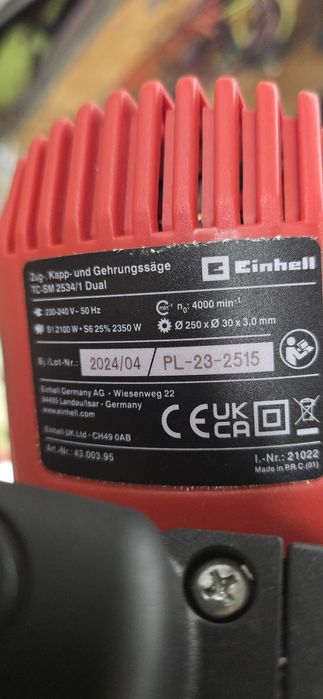 Zug-, Kapp- und Gehrungssäge
TC-SM 2534/1 Dual
Einhell
230-240 V~ 50 Hz
n₀: 4000 min⁻¹
S1 2100 W • S6 25% 2350 W
Ø 250 x Ø 30 x 3,0 mm
Bj./Lot-Nr.: 2024/04 / PL-23-2515
Einhell Germany AG • Wiesenweg 22
94405 Landau/Isar - Germany
www.einhell.com
Einhell UK Ltd - CH49 0AB
Art.-Nr.: 43.003.95
CE UK CA
I.-Nr.: 21022
Made in P.R.C.(01)